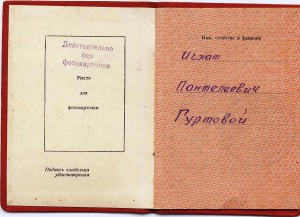 Действительно
без
фотокарточки
Место
для
фотокарточки
Подпись владельца
удостоверения
Имя, отчество и фамилия
Игнат
Пантелеевич
Гуртовой